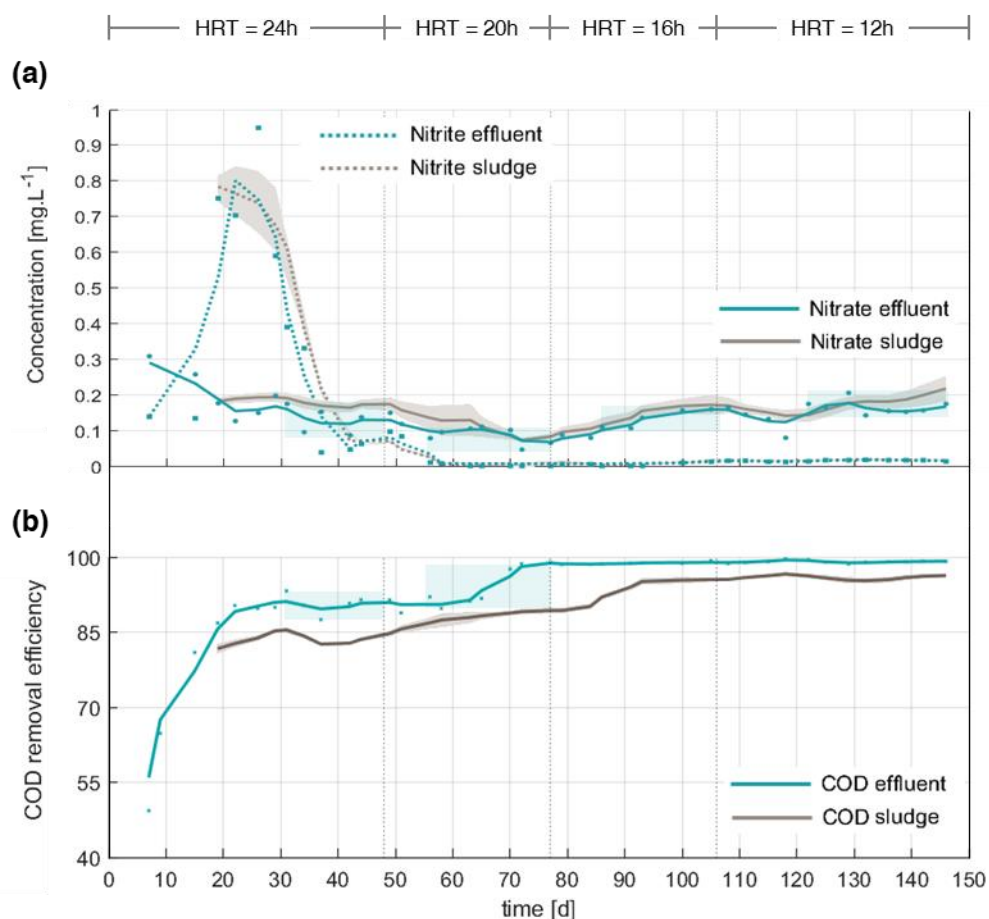 HRT = 24h HRT = 20h HRT = 16h HRT = 12h
(a)
Concentration [mg.L-1]
1
0.9
0.8
0.7
0.6
0.5
0.4
0.3
0.2
0.1
0
Nitrite effluent
Nitrite sludge
Nitrate effluent
Nitrate sludge
(b)
COD removal efficiency
100
85
70
55
40
COD effluent
COD sludge
0 10 20 30 40 50 60 70 80 90 100 110 120 130 140 150
time [d]